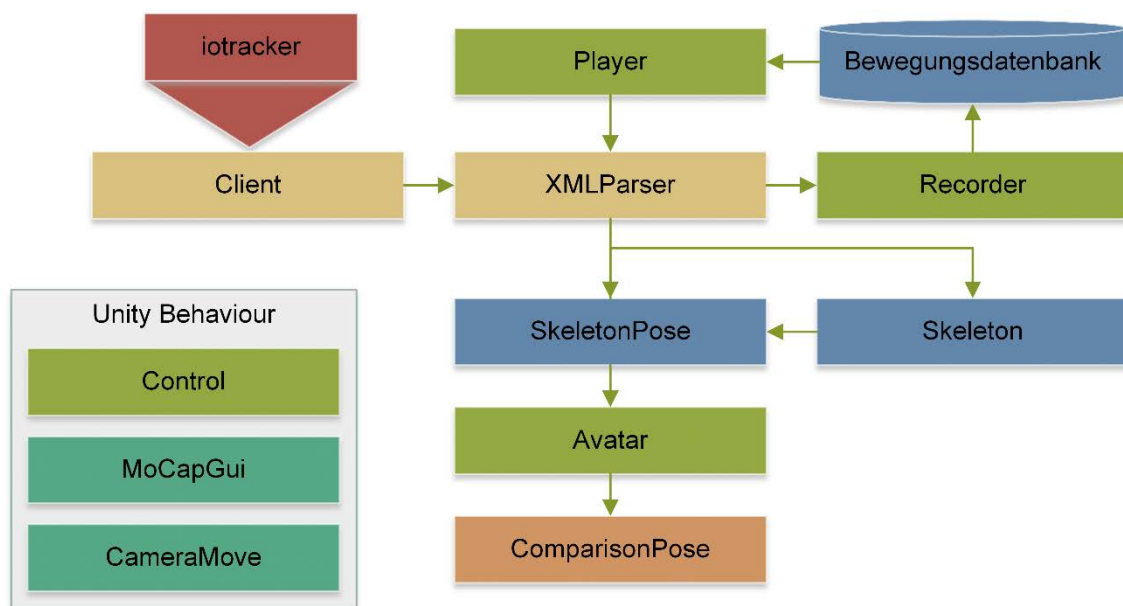 iotracker
Player
Bewegungsdatenbank
Client
XMLParser
Recorder
Unity Behaviour
SkeletonPose
Skeleton
Control
Avatar
MoCapGui
CameraMove
ComparisonPose